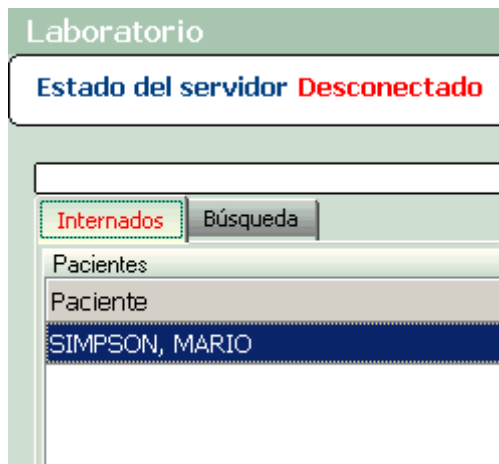 Laboratorio
Estado del servidor Desconectado
Internados Búsqueda
Pacientes
Paciente
SIMPSON, MARIO